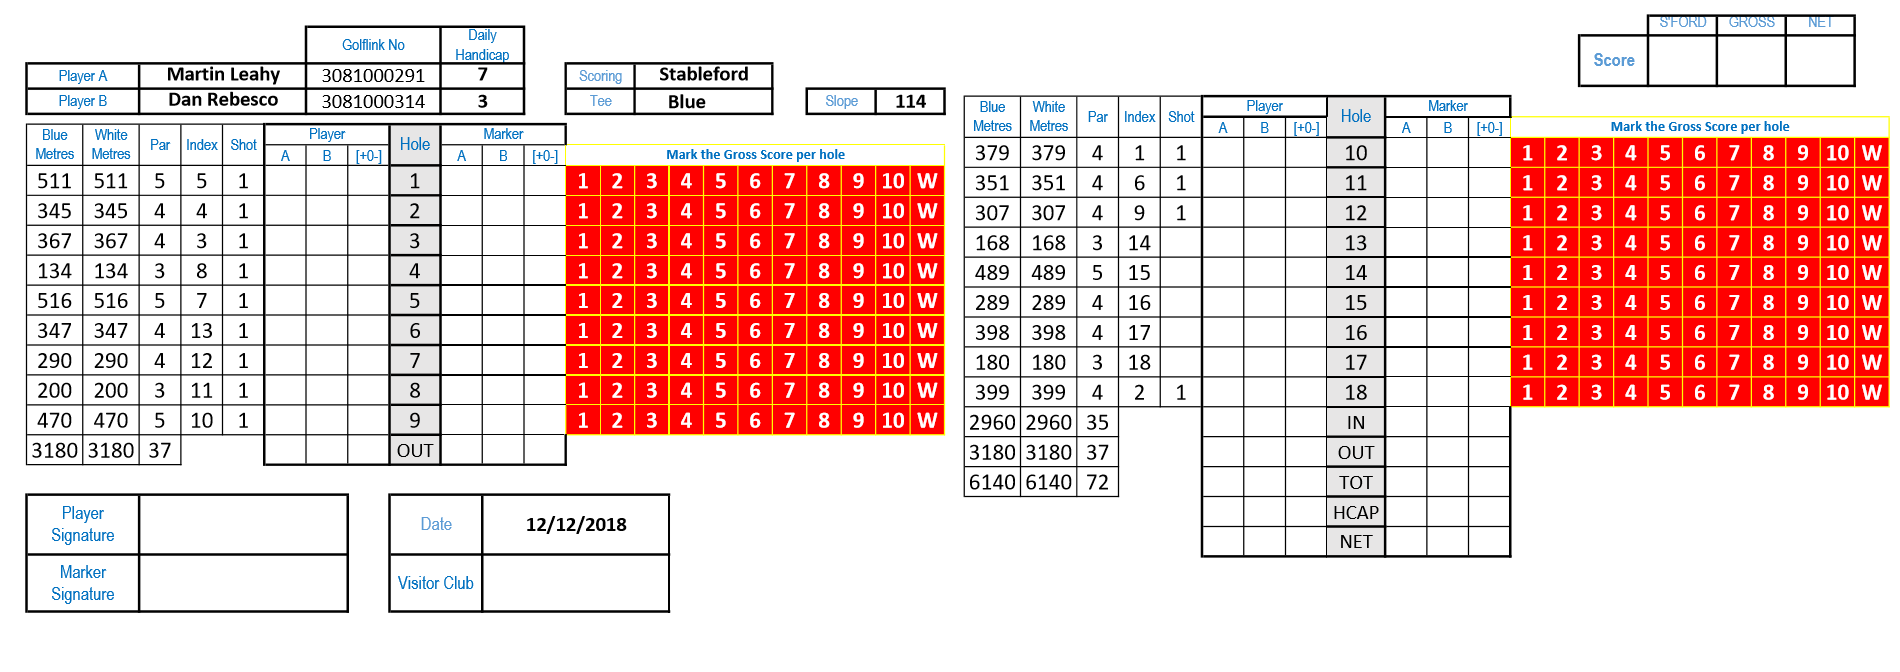 Golflink No Daily Handicap
Player A Martin Leahy 3081000291 7
Player B Dan Rebesco 3081000314 3
Scoring Stableford
Tee Blue
Slope 114
Blue Metres White Metres Par Index Shot Player Hole Marker
A B [+0-] A B [+0-] Mark the Gross Score per hole
511 511 5 5 1 1 1 2 3 4 5 6 7 8 9 10 W
345 345 4 4 1 2 1 2 3 4 5 6 7 8 9 10 W
367 367 4 3 1 3 1 2 3 4 5 6 7 8 9 10 W
134 134 3 8 1 4 1 2 3 4 5 6 7 8 9 10 W
516 516 5 7 1 5 1 2 3 4 5 6 7 8 9 10 W
347 347 4 13 1 6 1 2 3 4 5 6 7 8 9 10 W
290 290 4 12 1 7 1 2 3 4 5 6 7 8 9 10 W
200 200 3 11 1 8 1 2 3 4 5 6 7 8 9 10 W
470 470 5 10 1 9 1 2 3 4 5 6 7 8 9 10 W
3180 3180 37 OUT
Player Signature
Marker Signature
Date 12/12/2018
Visitor Club
S'FORD GROSS NET
Score
Blue Metres White Metres Par Index Shot Player Hole Marker
A B [+0-] A B [+0-] Mark the Gross Score per hole
379 379 4 1 1 10 1 2 3 4 5 6 7 8 9 10 W
351 351 4 6 1 11 1 2 3 4 5 6 7 8 9 10 W
307 307 4 9 1 12 1 2 3 4 5 6 7 8 9 10 W
168 168 3 14 13 1 2 3 4 5 6 7 8 9 10 W
489 489 5 15 14 1 2 3 4 5 6 7 8 9 10 W
289 289 4 16 15 1 2 3 4 5 6 7 8 9 10 W
398 398 4 17 16 1 2 3 4 5 6 7 8 9 10 W
180 180 3 18 17 1 2 3 4 5 6 7 8 9 10 W
399 399 4 2 1 18 1 2 3 4 5 6 7 8 9 10 W
2960 2960 35 IN
3180 3180 37 OUT
6140 6140 72 TOT
HCAP
NET